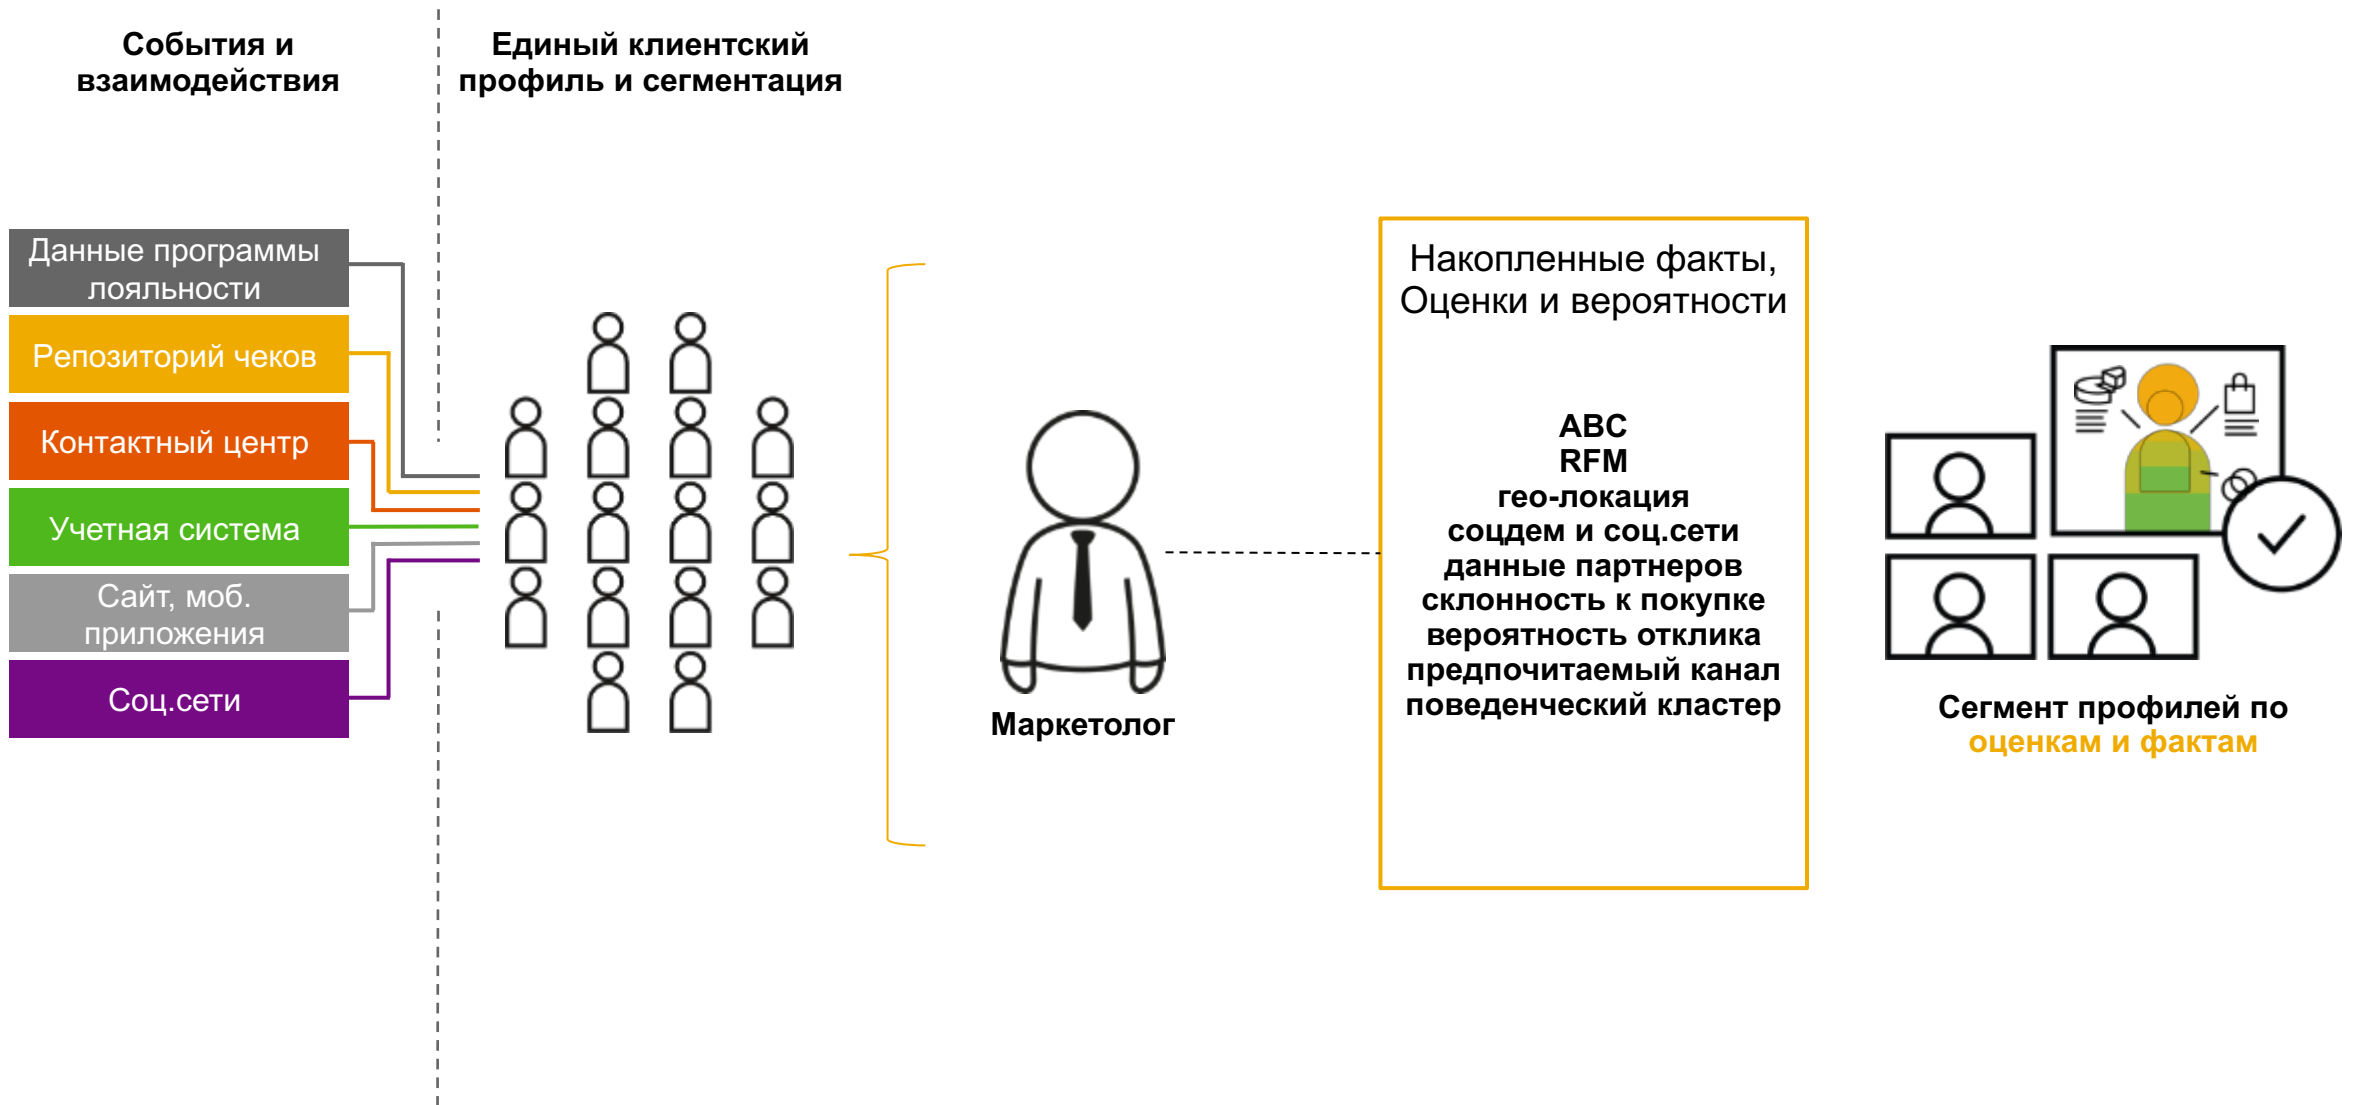 События и
взаимодействия
Единый клиентский
профиль и сегментация
Данные программы
лояльности
Репозиторий чеков
Контактный центр
Учетная система
Сайт, моб.
приложения
Соц.сети
Маркетолог
Накопленные факты,
Оценки и вероятности
ABC
RFM
гео-локация
соцдем и соц.сети
данные партнеров
склонность к покупке
вероятность отклика
предпочитаемый канал
поведенческий кластер
Сегмент профилей по
оценкам и фактам